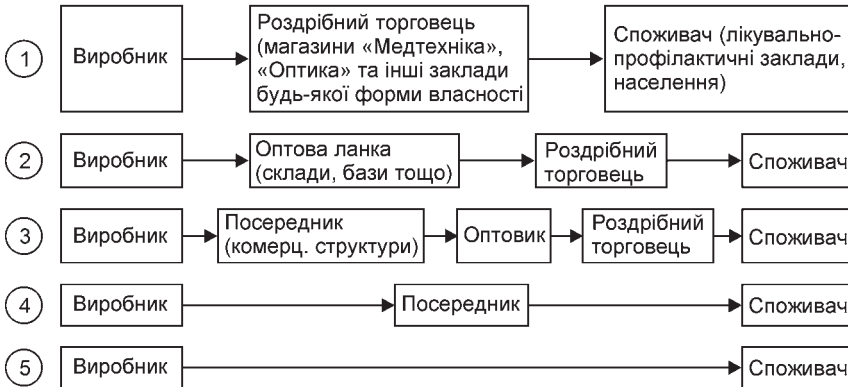 1
Виробник
Роздрібний торговець
(магазини «Медтехніка»,
«Оптика» та інші заклади
будь-якої форми власності
Споживач (лікувально-
профілактичні заклади,
населення)
2
Виробник
Оптова ланка
(склади, бази тощо)
Роздрібний
торговець
Споживач
3
Виробник
Посередник
(комерц. структури)
Оптовик
Роздрібний
торговець
Споживач
4
Виробник
Посередник
Споживач
5
Виробник
Споживач